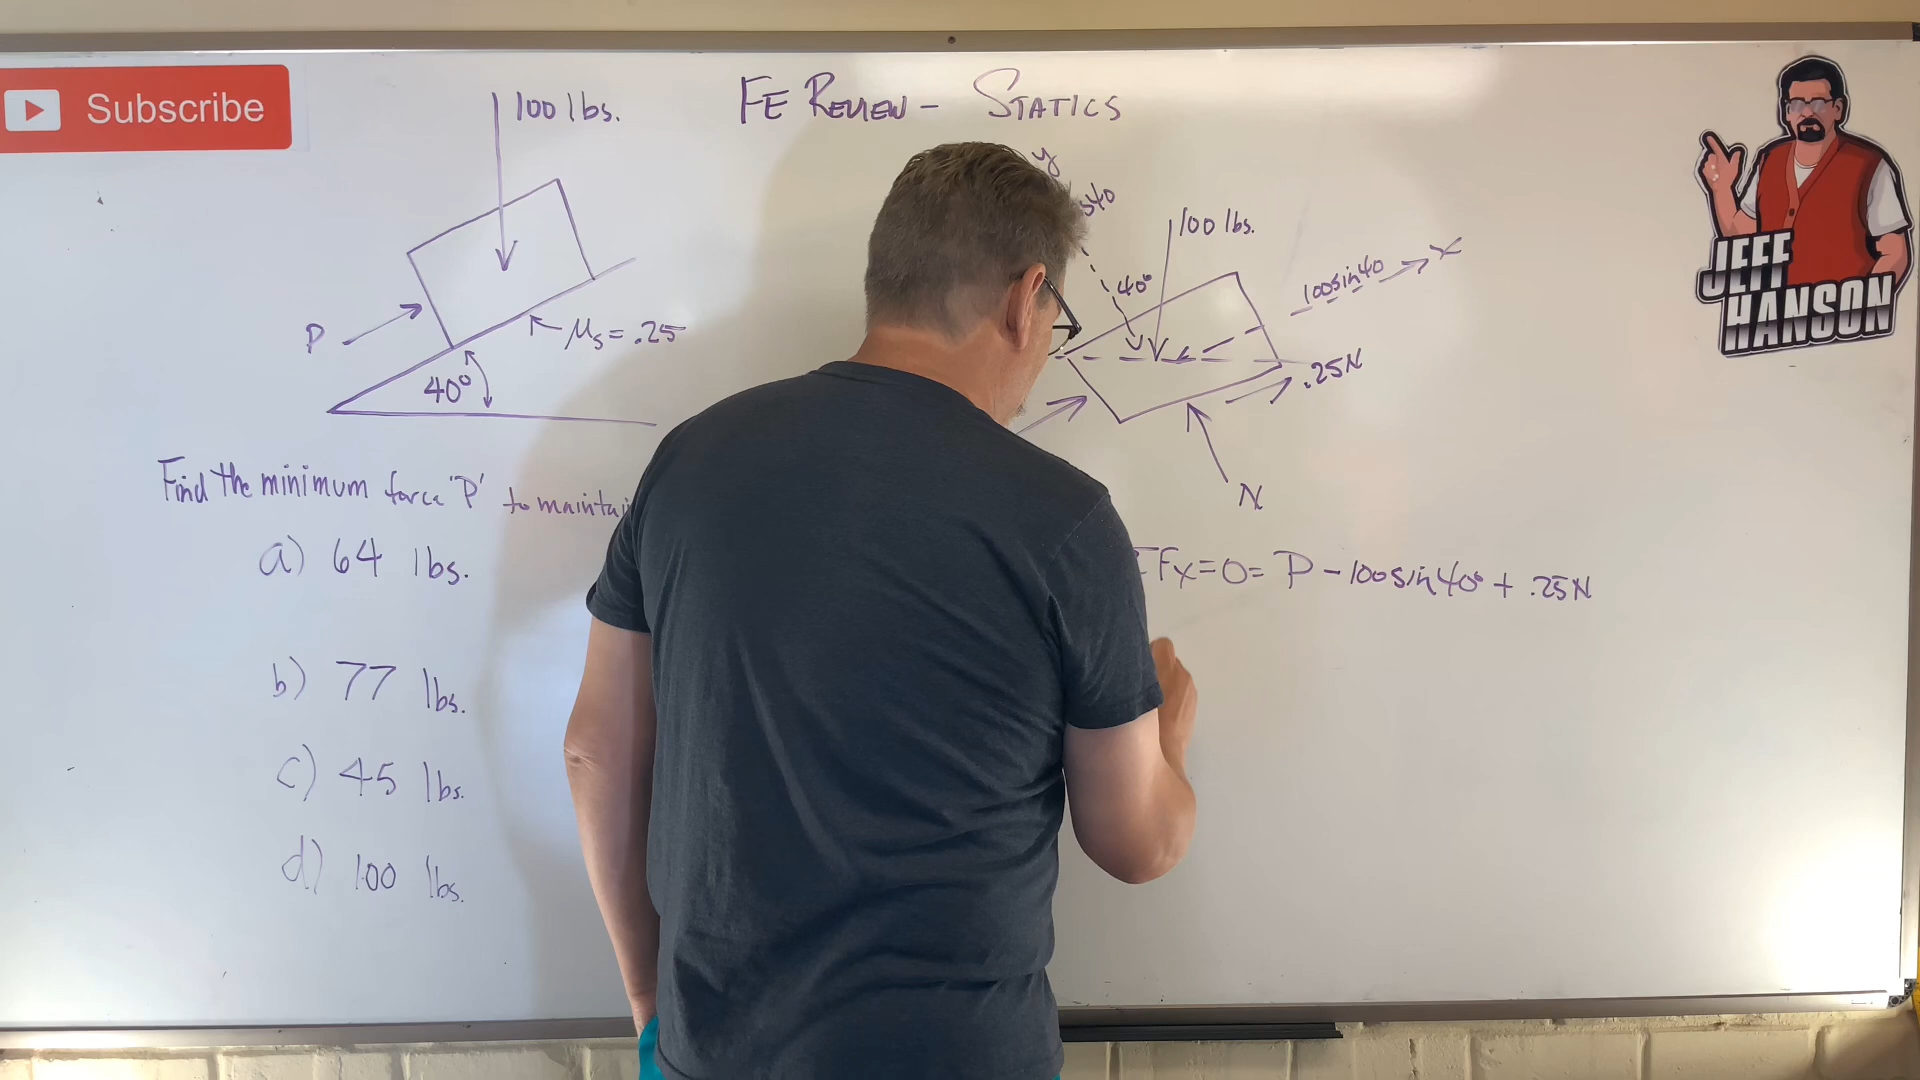 Subscribe
FE REVIEW - STATICS
100 lbs.
P
μs = .25
40°
Find the minimum force 'P' to
a) 64 lbs.
b) 77 lbs.
c) 45 lbs.
d) 100 lbs.
y
100 lbs.
40°
100sin40
X
.25N
N
Fx=0= P - 100sin40° + .25N
JEFF
HANSON